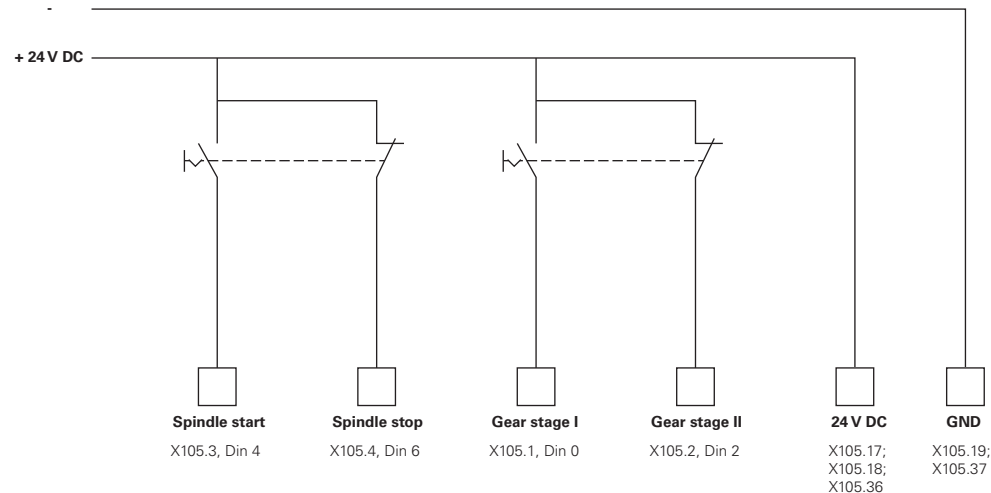 -
+ 24 V DC
Spindle start
Spindle stop
Gear stage I
Gear stage II
24 V DC
GND
X105.3, Din 4
X105.4, Din 6
X105.1, Din 0
X105.2, Din 2
X105.17;
X105.18;
X105.36
X105.19;
X105.37